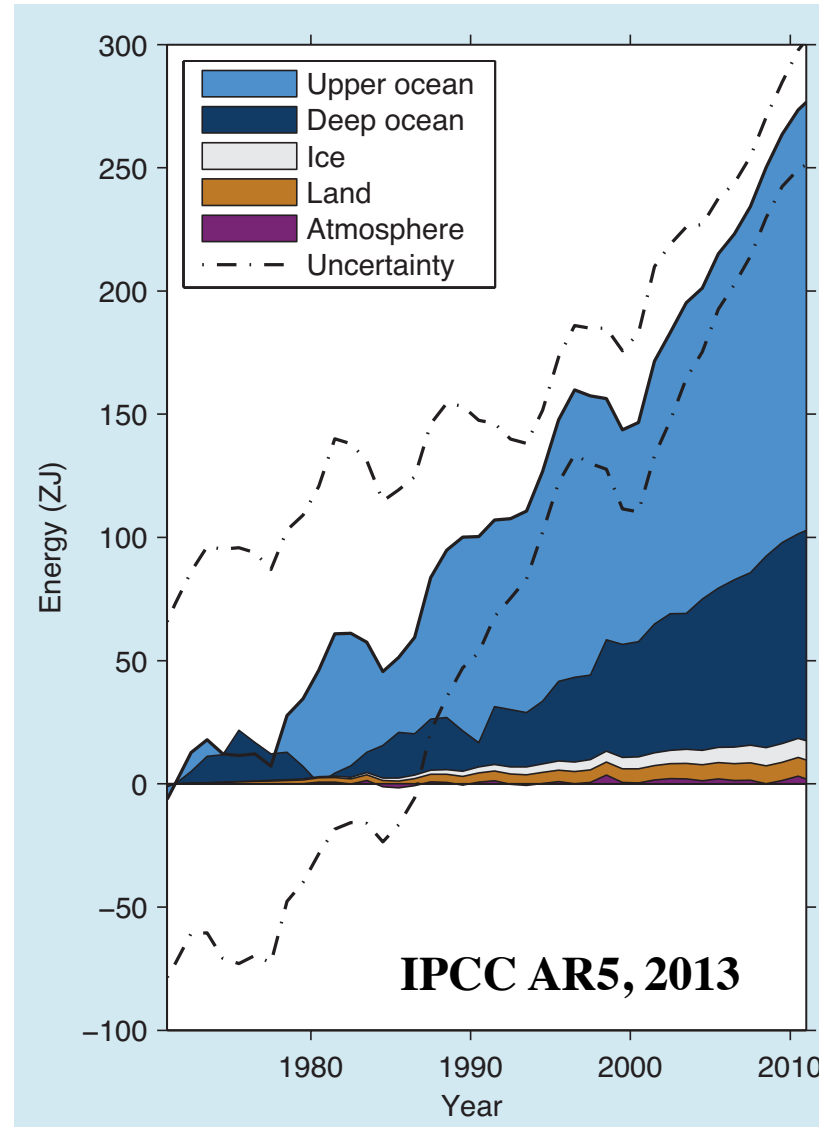 300
250
200
150
100
50
0
−50
−100
Energy (ZJ)
Upper ocean
Deep ocean
Ice
Land
Atmosphere
Uncertainty
IPCC AR5, 2013
1980 1990 2000 2010
Year